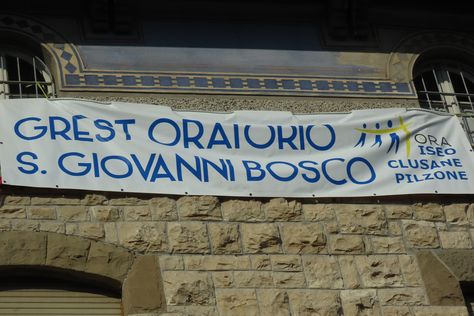 GREST ORATORIO
S. GIOVANNI BOSCO
ORA
ISEO
CLUSANE
PILZONE